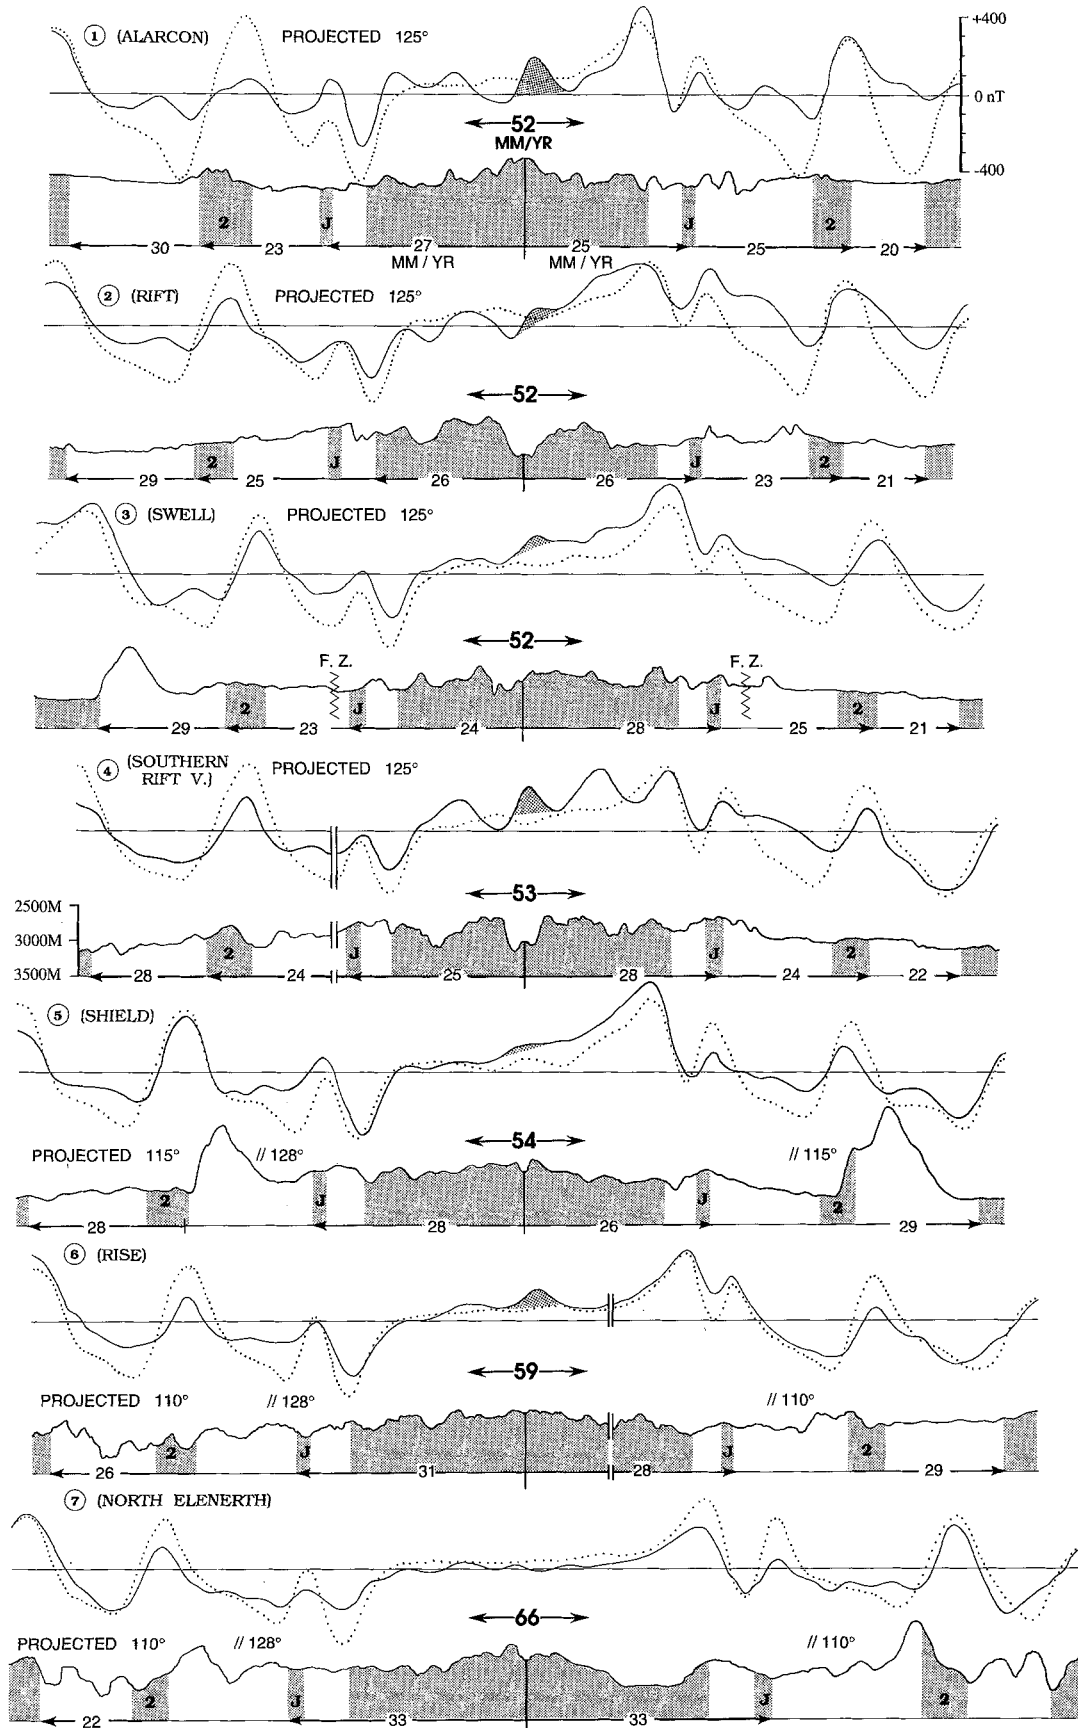 1 (ALARCON) PROJECTED 125°
+400
0 nT
-400
52
MM/YR
2 J J 2
30 23 27 25 25 20
MM / YR MM / YR
2 (RIFT) PROJECTED 125°
52
2 J J 2
29 25 26 26 23 21
3 (SWELL) PROJECTED 125°
52
F. Z. F. Z.
2 J J 2
29 23 24 28 25 21
4 (SOUTHERN RIFT V.) PROJECTED 125°
53
2500M
3000M
3500M
2 J J 2
28 24 25 28 24 22
5 (SHIELD)
54
PROJECTED 115° // 128° // 115°
2 J J 2
28 28 26 29
6 (RISE)
59
PROJECTED 110° // 128° // 110°
2 J J 2
26 31 28 29
7 (NORTH ELENERTH)
66
PROJECTED 110° // 128° // 110°
2 J J 2
22 33 33